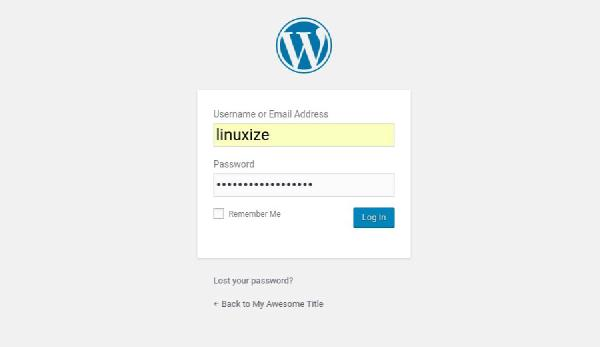 Username or Email Address
linuxize
Password
••••••••••••••••••
Remember Me
Log In
Lost your password?
← Back to My Awesome Title